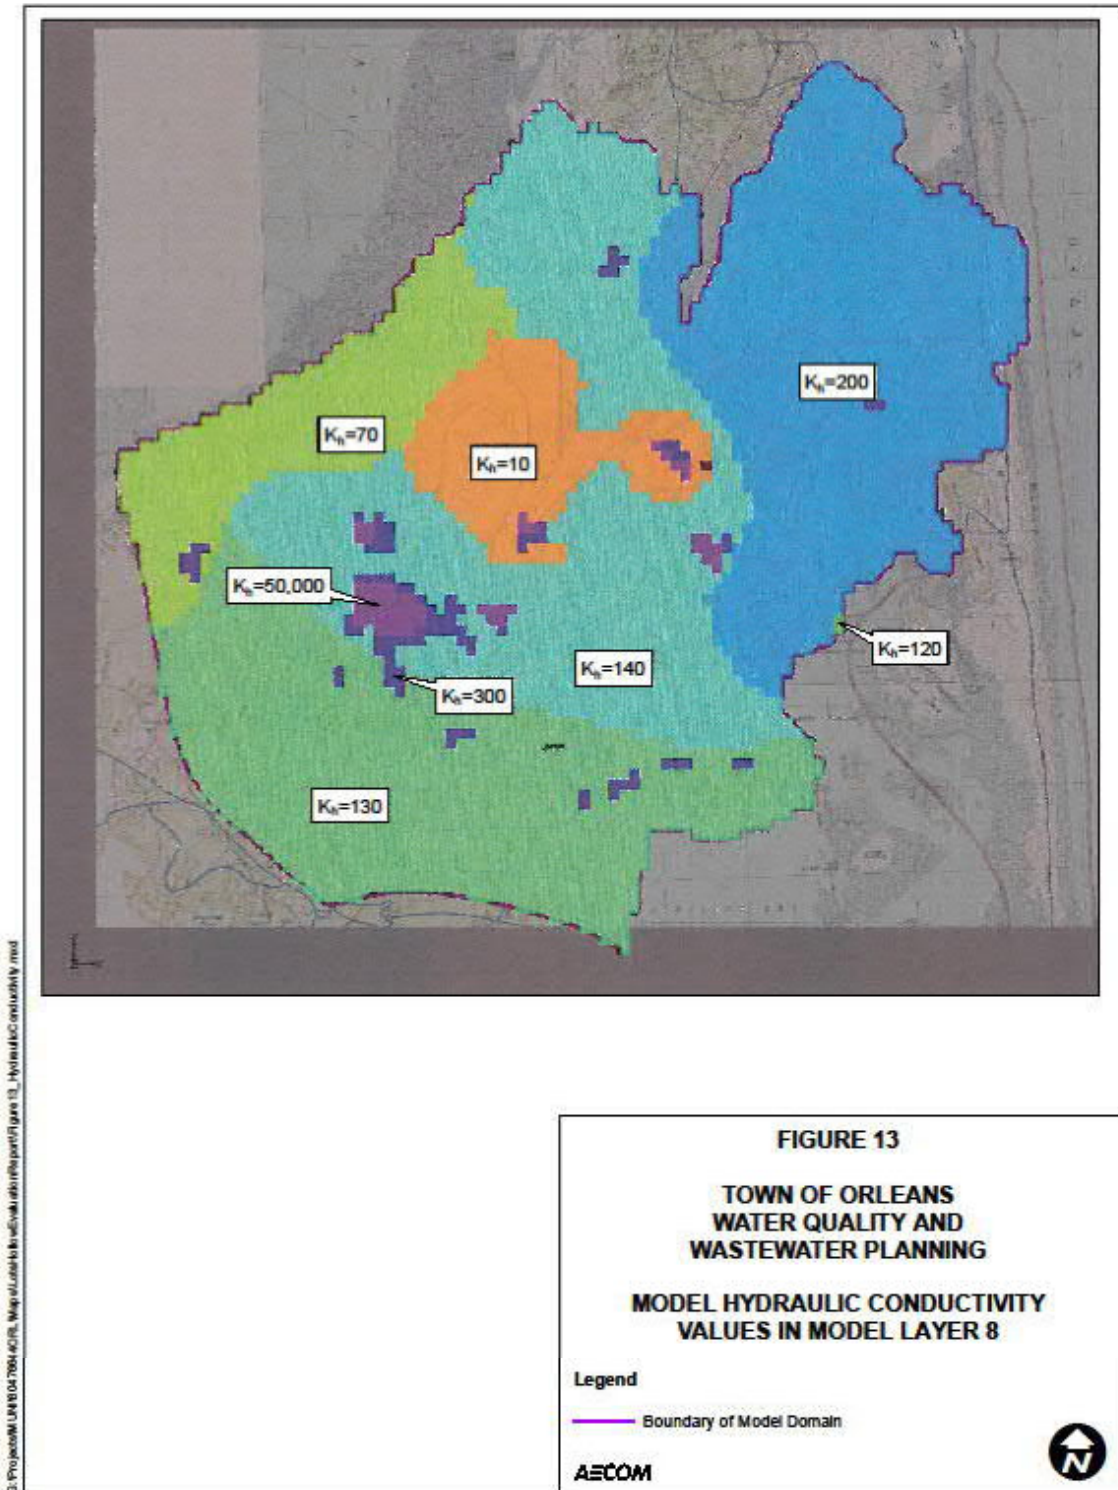 Kh=200
Kh=70
Kh=10
Kh=50,000
Kh=120
Kh=140
Kh=300
Kh=130
FIGURE 13
TOWN OF ORLEANS
WATER QUALITY AND
WASTEWATER PLANNING
MODEL HYDRAULIC CONDUCTIVITY
VALUES IN MODEL LAYER 8
Legend
Boundary of Model Domain
AECOM
N